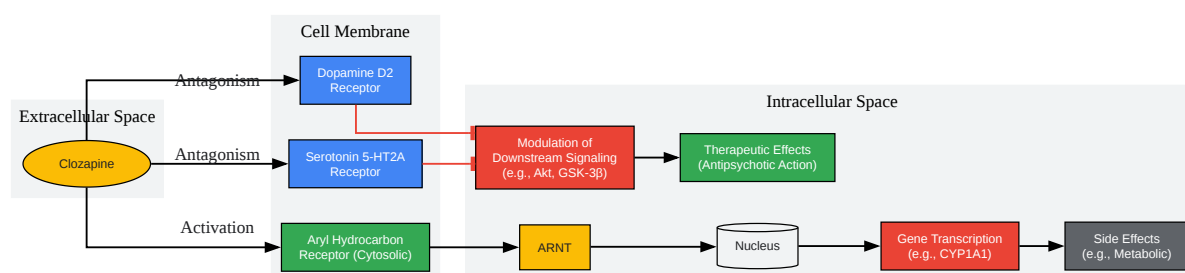 Cell Membrane
Dopamine D2
Receptor
Antagonism
Intracellular Space
Extracellular Space
Clozapine
Antagonism
Serotonin 5-HT2A
Receptor
Modulation of
Downstream Signaling
(e.g., Akt, GSK-3β)
Therapeutic Effects
(Antipsychotic Action)
Activation
Aryl Hydrocarbon
Receptor (Cytosolic)
ARNT
Nucleus
Gene Transcription
(e.g., CYP1A1)
Side Effects
(e.g., Metabolic)